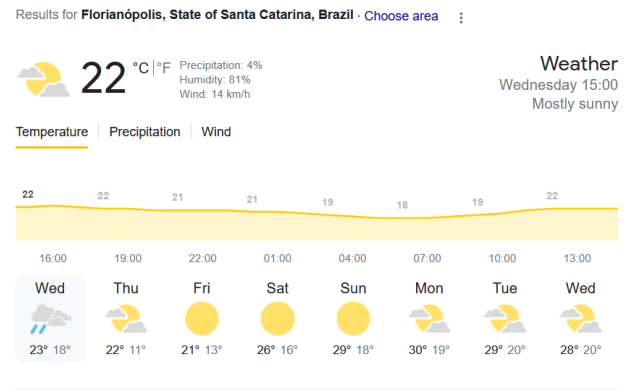 Results for Florianópolis, State of Santa Catarina, Brazil · Choose area
22 °C | °F
Precipitation: 4%
Humidity: 81%
Wind: 14 km/h
Weather
Wednesday 15:00
Mostly sunny
Temperature | Precipitation | Wind
22 22 21 21 19 18 19 22
16:00 19:00 22:00 01:00 04:00 07:00 10:00 13:00
Wed Thu Fri Sat Sun Mon Tue Wed
23° 18° 22° 11° 21° 13° 26° 16° 29° 18° 30° 19° 29° 20° 28° 20°